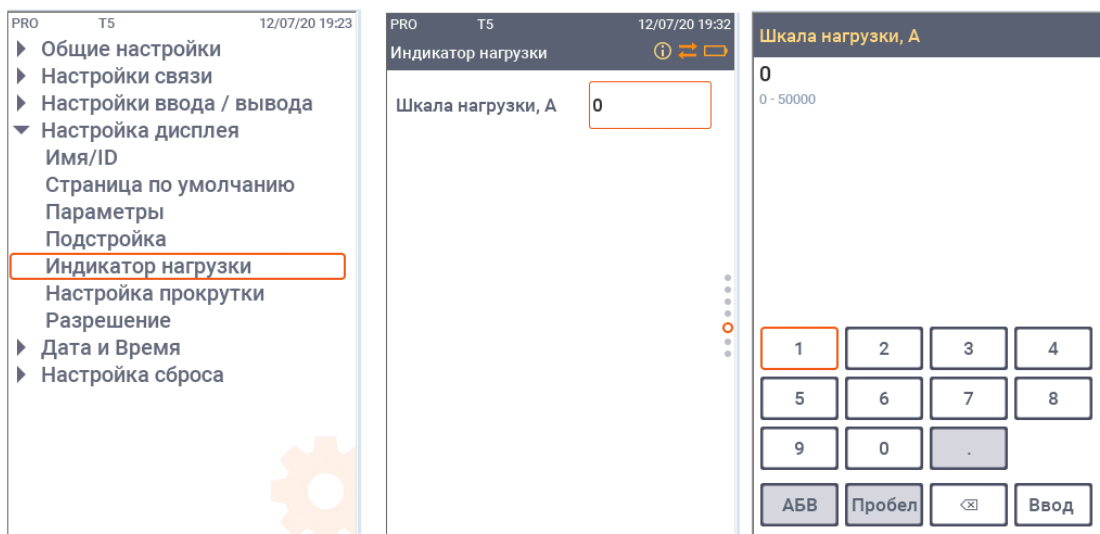 PRO T5 12/07/20 19:23
Общие настройки
Настройки связи
Настройки ввода / вывода
Настройка дисплея
Имя/ID
Страница по умолчанию
Параметры
Подстройка
Индикатор нагрузки
Настройка прокрутки
Разрешение
Дата и Время
Настройка сброса
PRO T5 12/07/20 19:32
Индикатор нагрузки
Шкала нагрузки, А 0
Шкала нагрузки, А
0
0 - 50000
1 2 3 4
5 6 7 8
9 0 .
АБВ Пробел Ввод